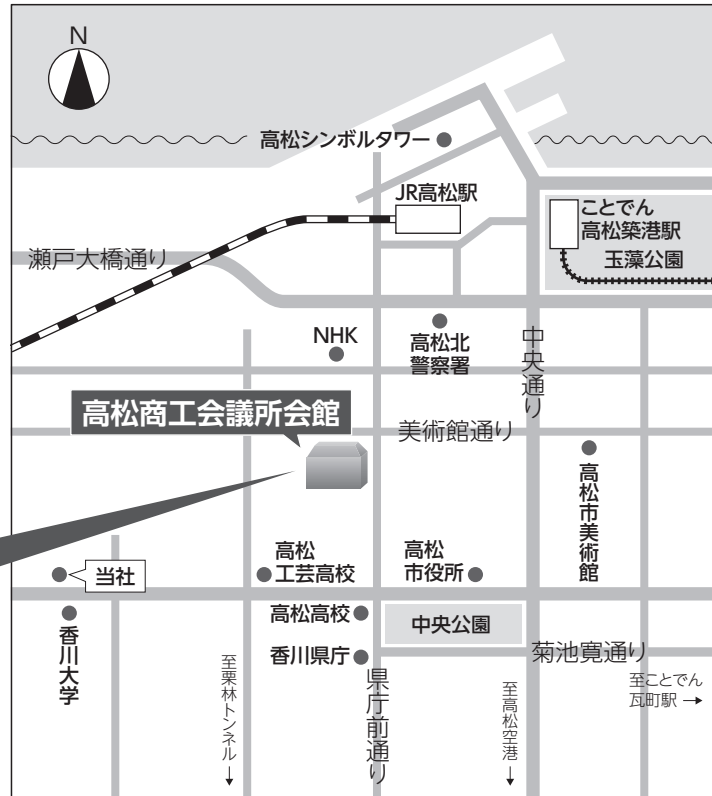 N
高松シンボルタワー
JR高松駅
ことでん
高松築港駅
玉藻公園
瀬戸大橋通り
NHK
高松北
警察署
中央通り
高松商工会議所会館
美術館通り
高松市美術館
高松
工芸高校
高松
市役所
当社
香川大学
高松高校
中央公園
香川県庁
菊池寛通り
県庁前通り
至栗林トンネル→
至高松空港→
至ことでん
瓦町駅→